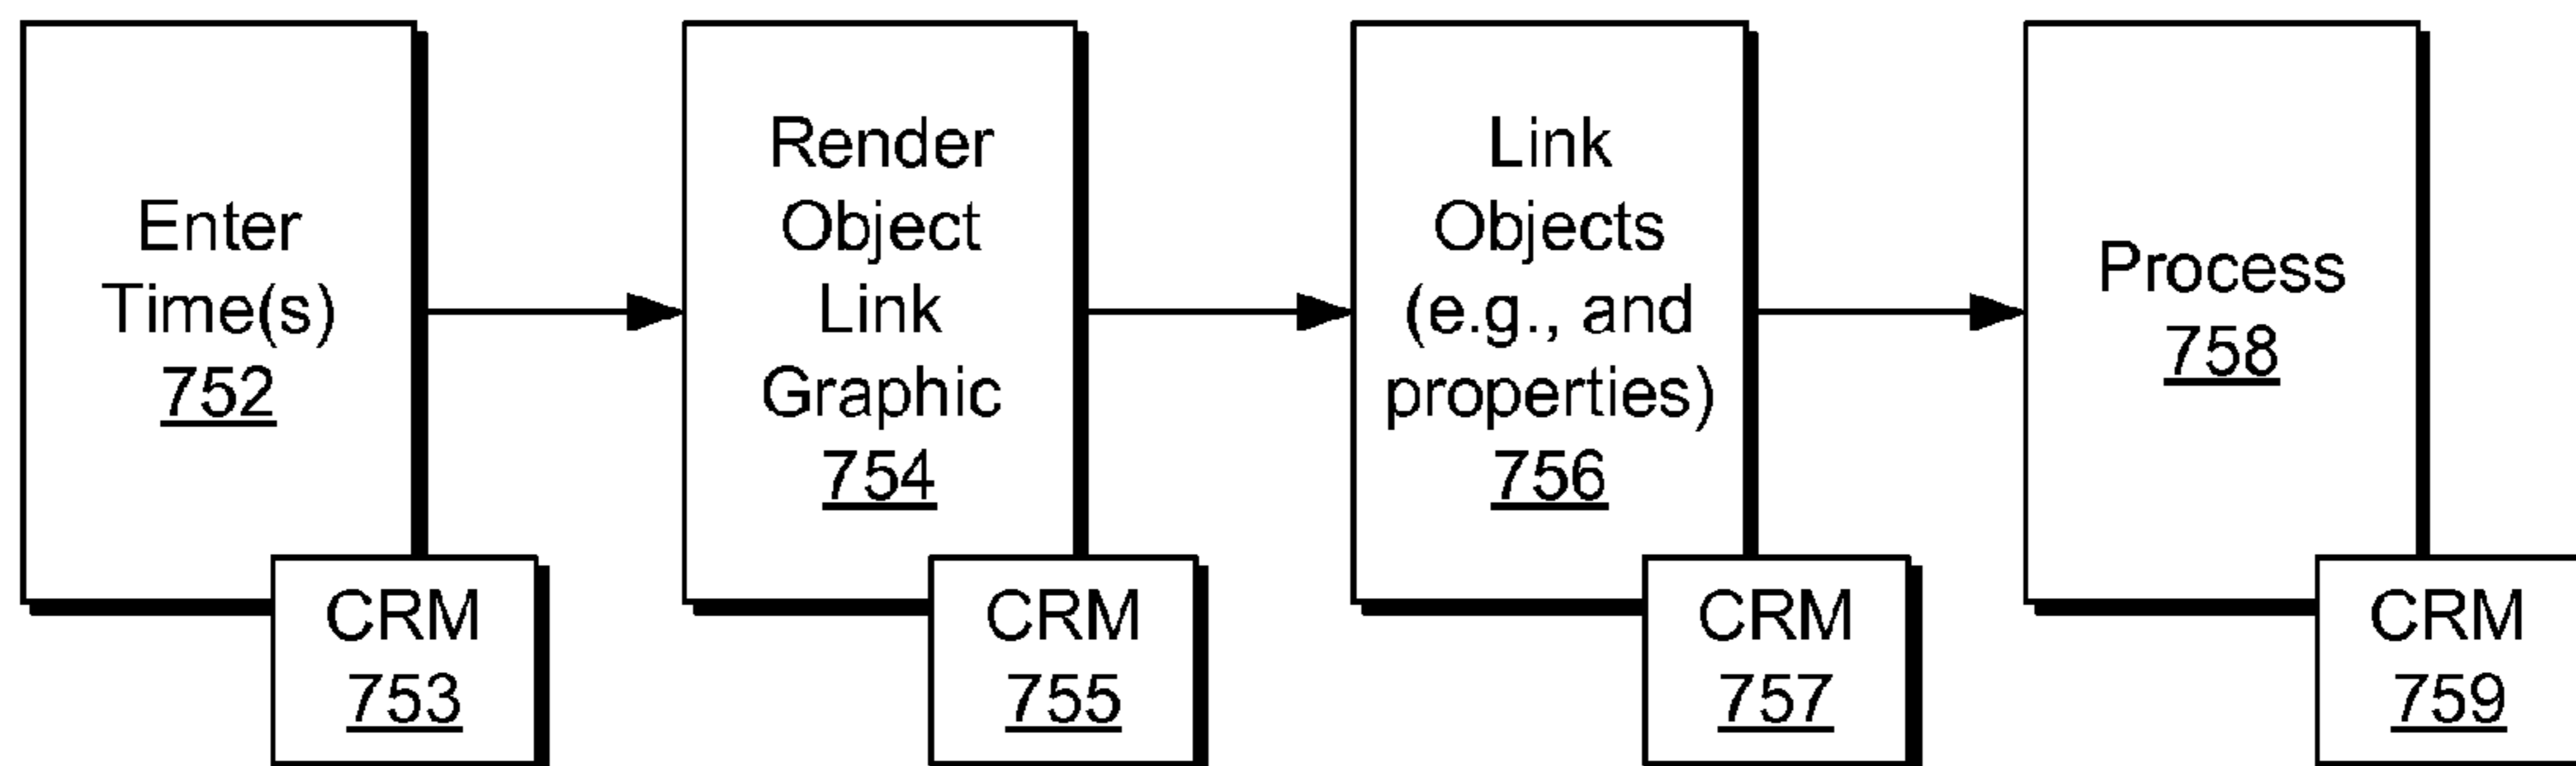 Enter
Time(s)
752
CRM
753
Render
Object
Link
Graphic
754
CRM
755
Link
Objects
(e.g., and
properties)
756
CRM
757
Process
758
CRM
759